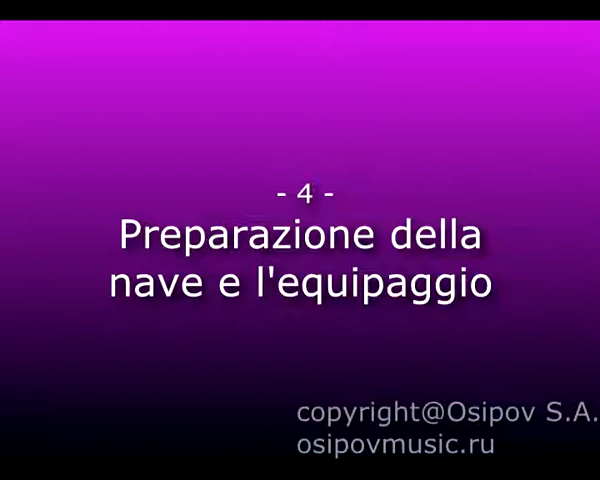 - 4 -
Preparazione della
nave e l'equipaggio
copyright@Osipov S.A.
osipovmusic.ru